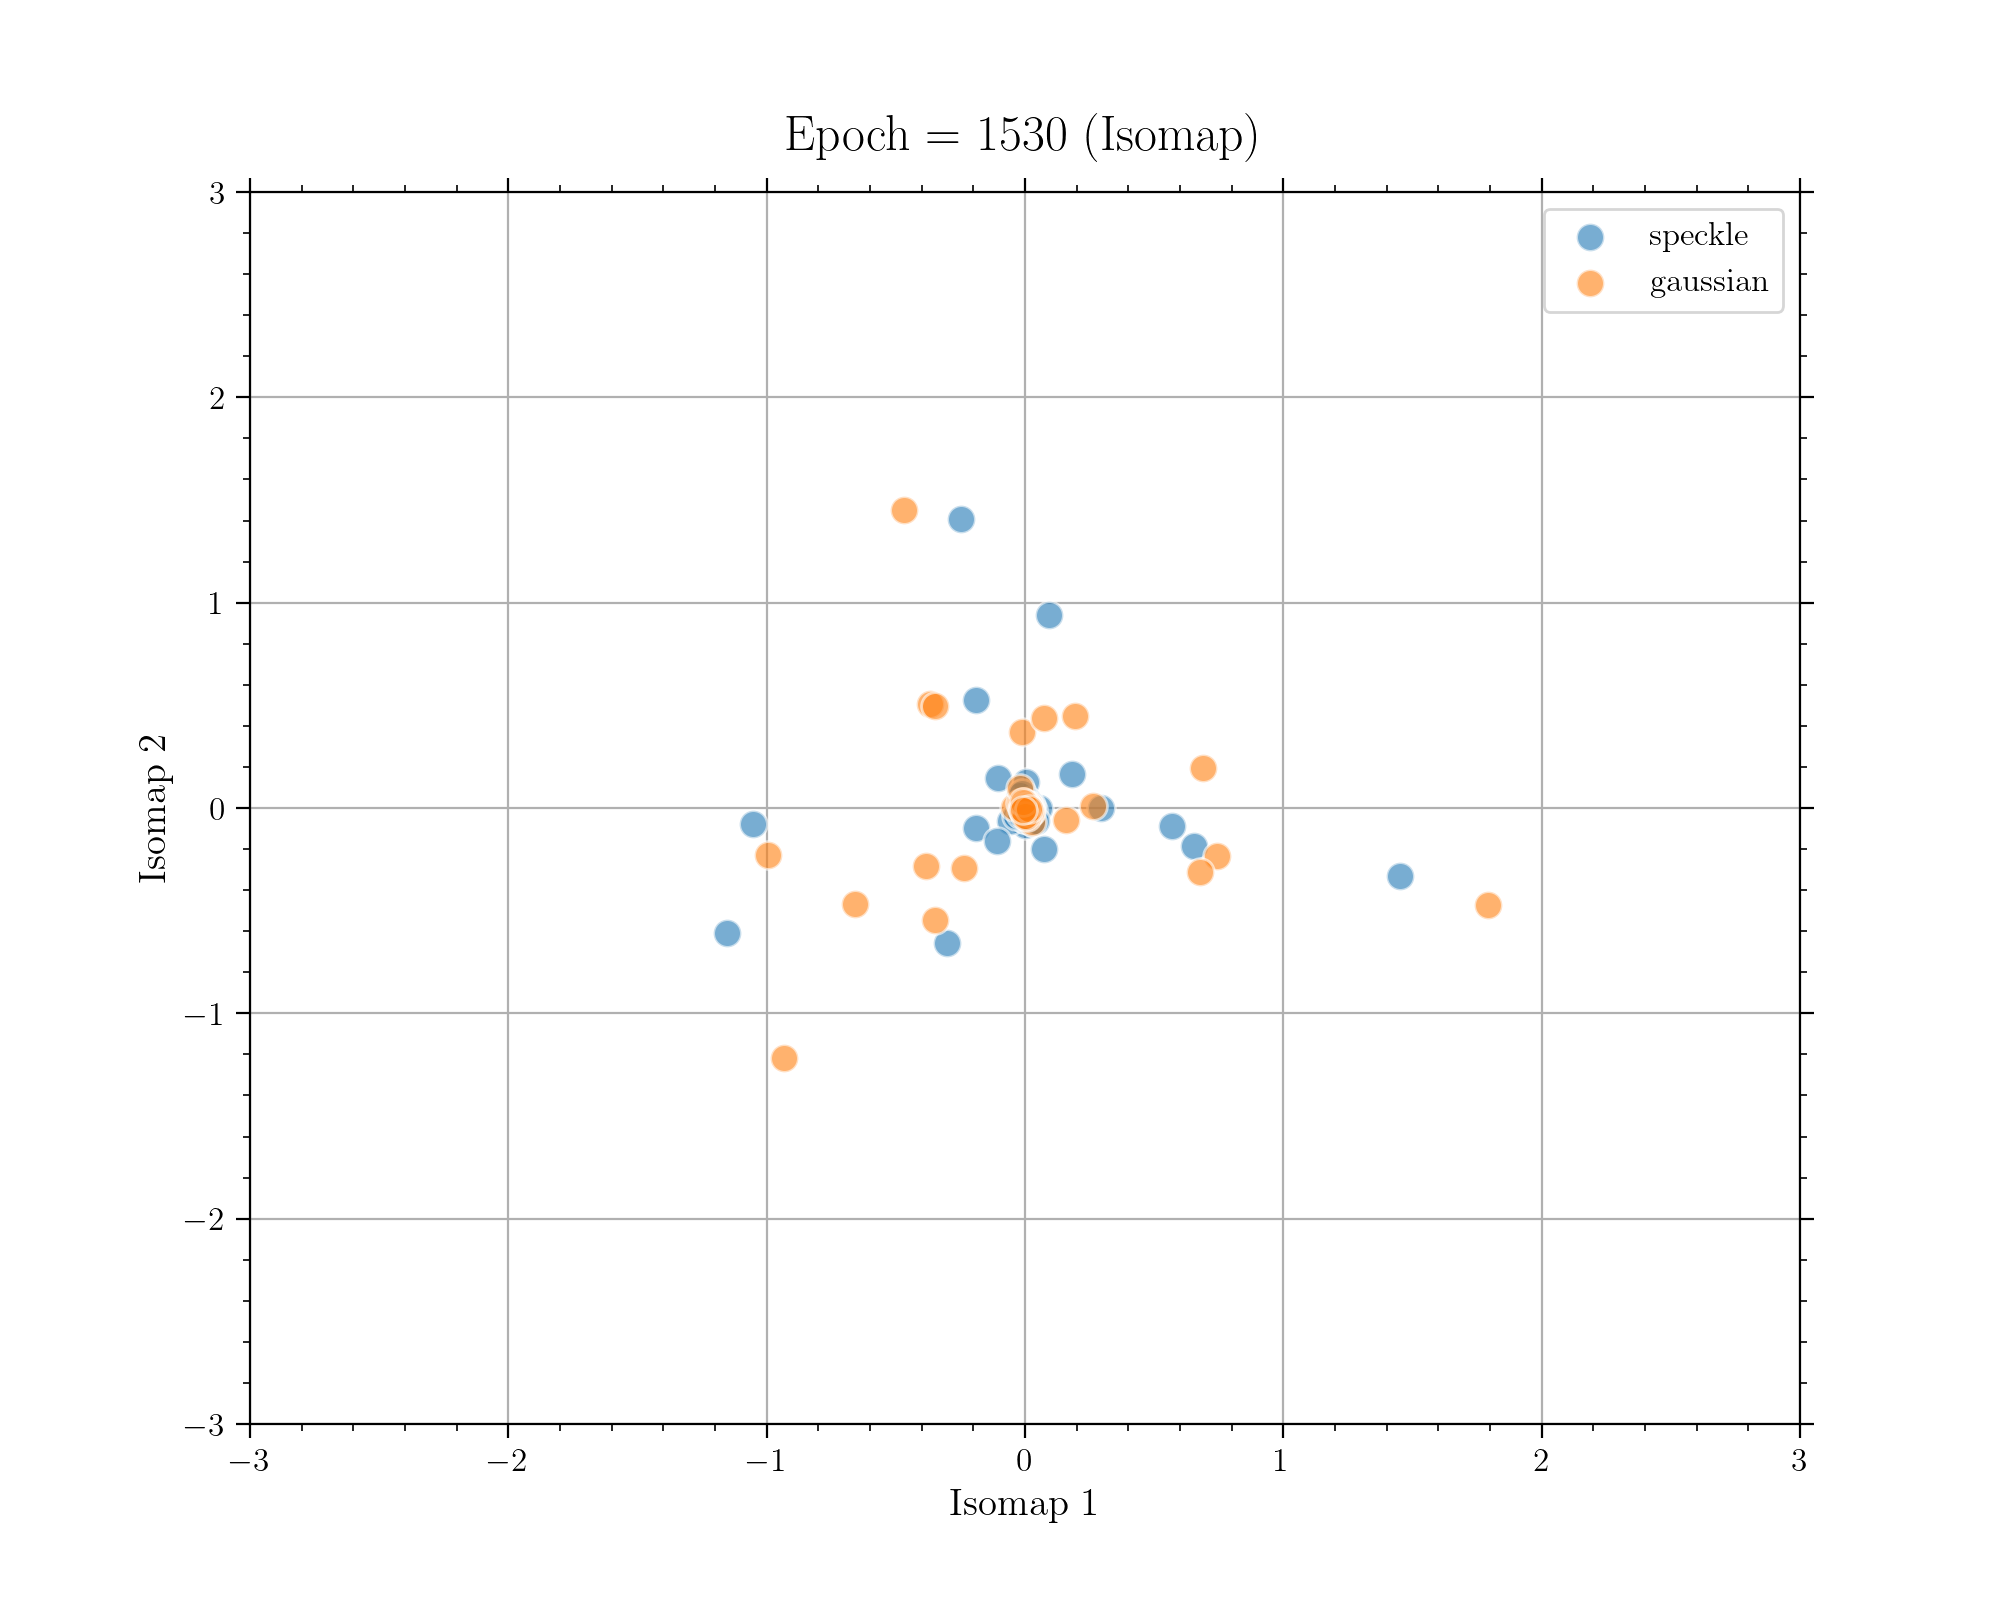 Epoch = 1530 (Isomap)
3
2
1
0
−1
−2
−3
−3
−2
−1
0
1
2
3
Isomap 1
Isomap 2
speckle
gaussian